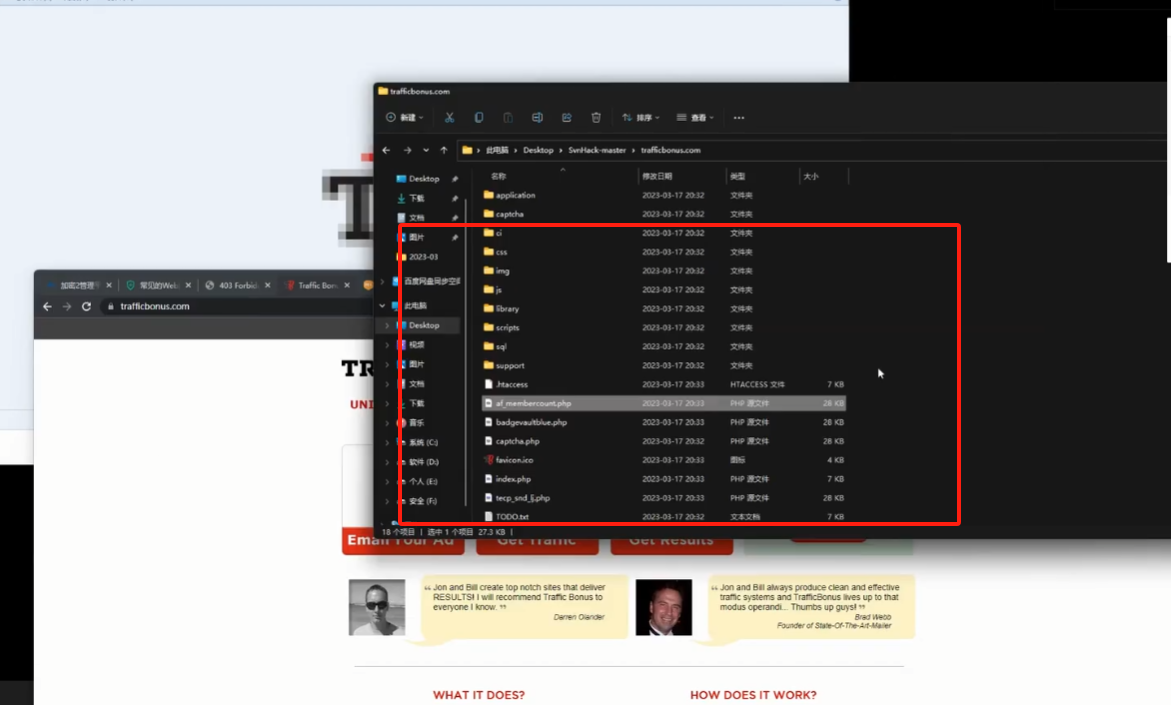 trafficbonus.com
新建
排序
查看
此电脑 > Desktop > SvnHack-master > trafficbonus.com
名称 修改日期 类型 大小
Desktop
下载
文档
图片
2023-03
百度网盘同步空间
此电脑
Desktop
视频
图片
文档
下载
音乐
系统 (C:)
软件 (D:)
个人 (E:)
安全 (F:)
application 2023-03-17 20:32 文件夹
captcha 2023-03-17 20:32 文件夹
ci 2023-03-17 20:32 文件夹
css 2023-03-17 20:32 文件夹
img 2023-03-17 20:32 文件夹
js 2023-03-17 20:32 文件夹
library 2023-03-17 20:32 文件夹
scripts 2023-03-17 20:32 文件夹
sql 2023-03-17 20:32 文件夹
support 2023-03-17 20:32 文件夹
.htaccess 2023-03-17 20:33 HTACCESS 文件 7 KB
af_membercount.php 2023-03-17 20:33 PHP 源文件 28 KB
badgevaultblue.php 2023-03-17 20:33 PHP 源文件 28 KB
captcha.php 2023-03-17 20:33 PHP 源文件 28 KB
favicon.ico 2023-03-17 20:33 图标 4 KB
index.php 2023-03-17 20:33 PHP 源文件 7 KB
tecp_snd_lj.php 2023-03-17 20:33 PHP 源文件 28 KB
TODO.txt 2023-03-17 20:32 文本文档 7 KB
18 个项目 | 选中 1 个项目 27.3 KB |
常见的Web
403 Forbid
Traffic Bon
trafficbonus.com
TR
UNI
Email Your Ad
Get Traffic
Get Results
Jon and Bill create top notch sites that deliver
RESULTS! I will recommend Traffic Bonus to
everyone I know.
Darren Olander
Jon and Bill always produce clean and effective
traffic systems and TrafficBonus lives up to that
modus operandi... Thumbs up guys!
Brad Webb
Founder of State-Of-The-Art-Mailer
WHAT IT DOES?
HOW DOES IT WORK?